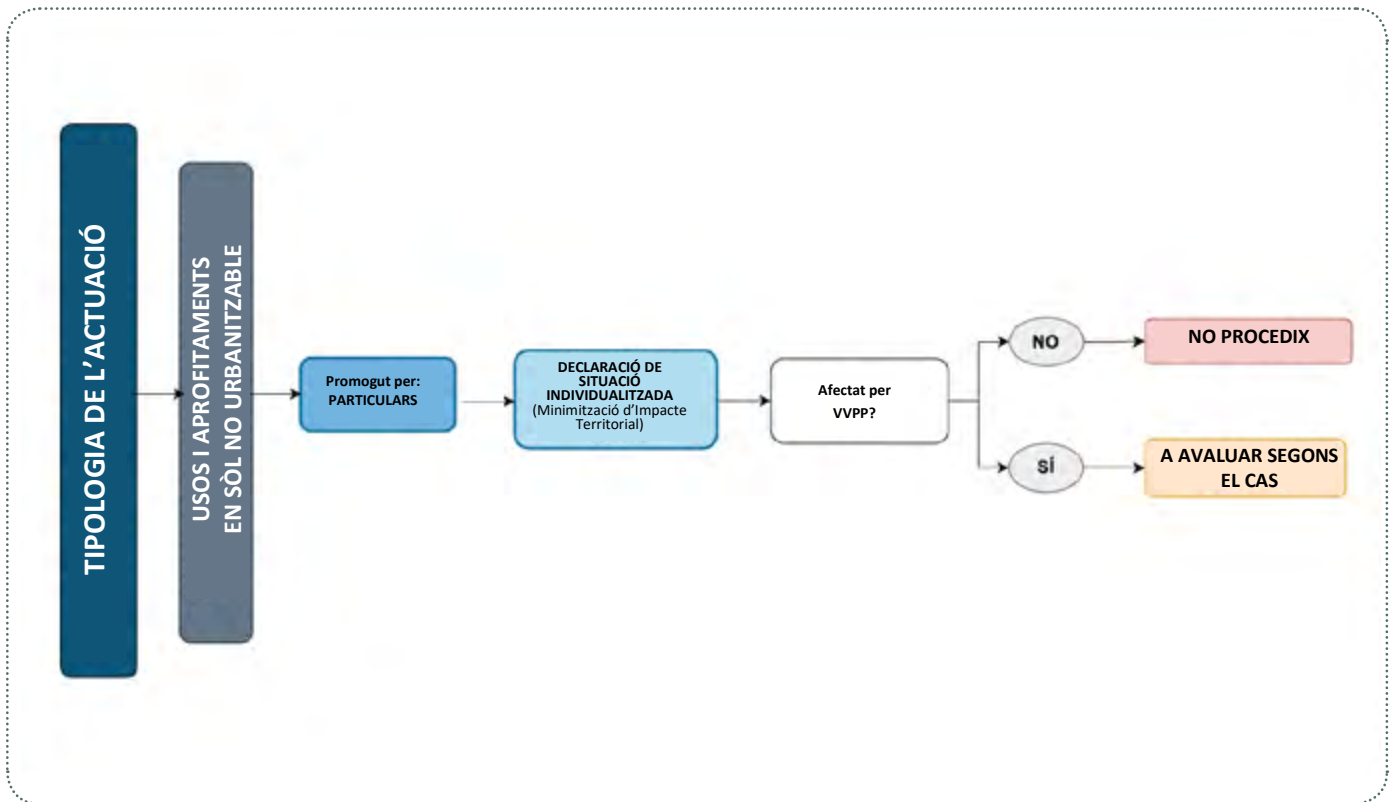 TIPOLOGIA DE L’ACTUACIÓ
USOS I APROFITAMENTS
EN SÒL NO URBANITZABLE
Promogut per:
PARTICULARS
DECLARACIÓ DE
SITUACIÓ
INDIVIDUALITZADA
(Minimització d’Impacte
Territorial)
Afectat per
VVPP?
NO
NO PROCEDIX
SÍ
A AVALUAR SEGONS
EL CAS